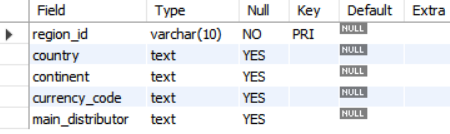 Field Type Null Key Default Extra
region_id varchar(10) NO PRI NULL
country text YES NULL
continent text YES NULL
currency_code text YES NULL
main_distributor text YES NULL